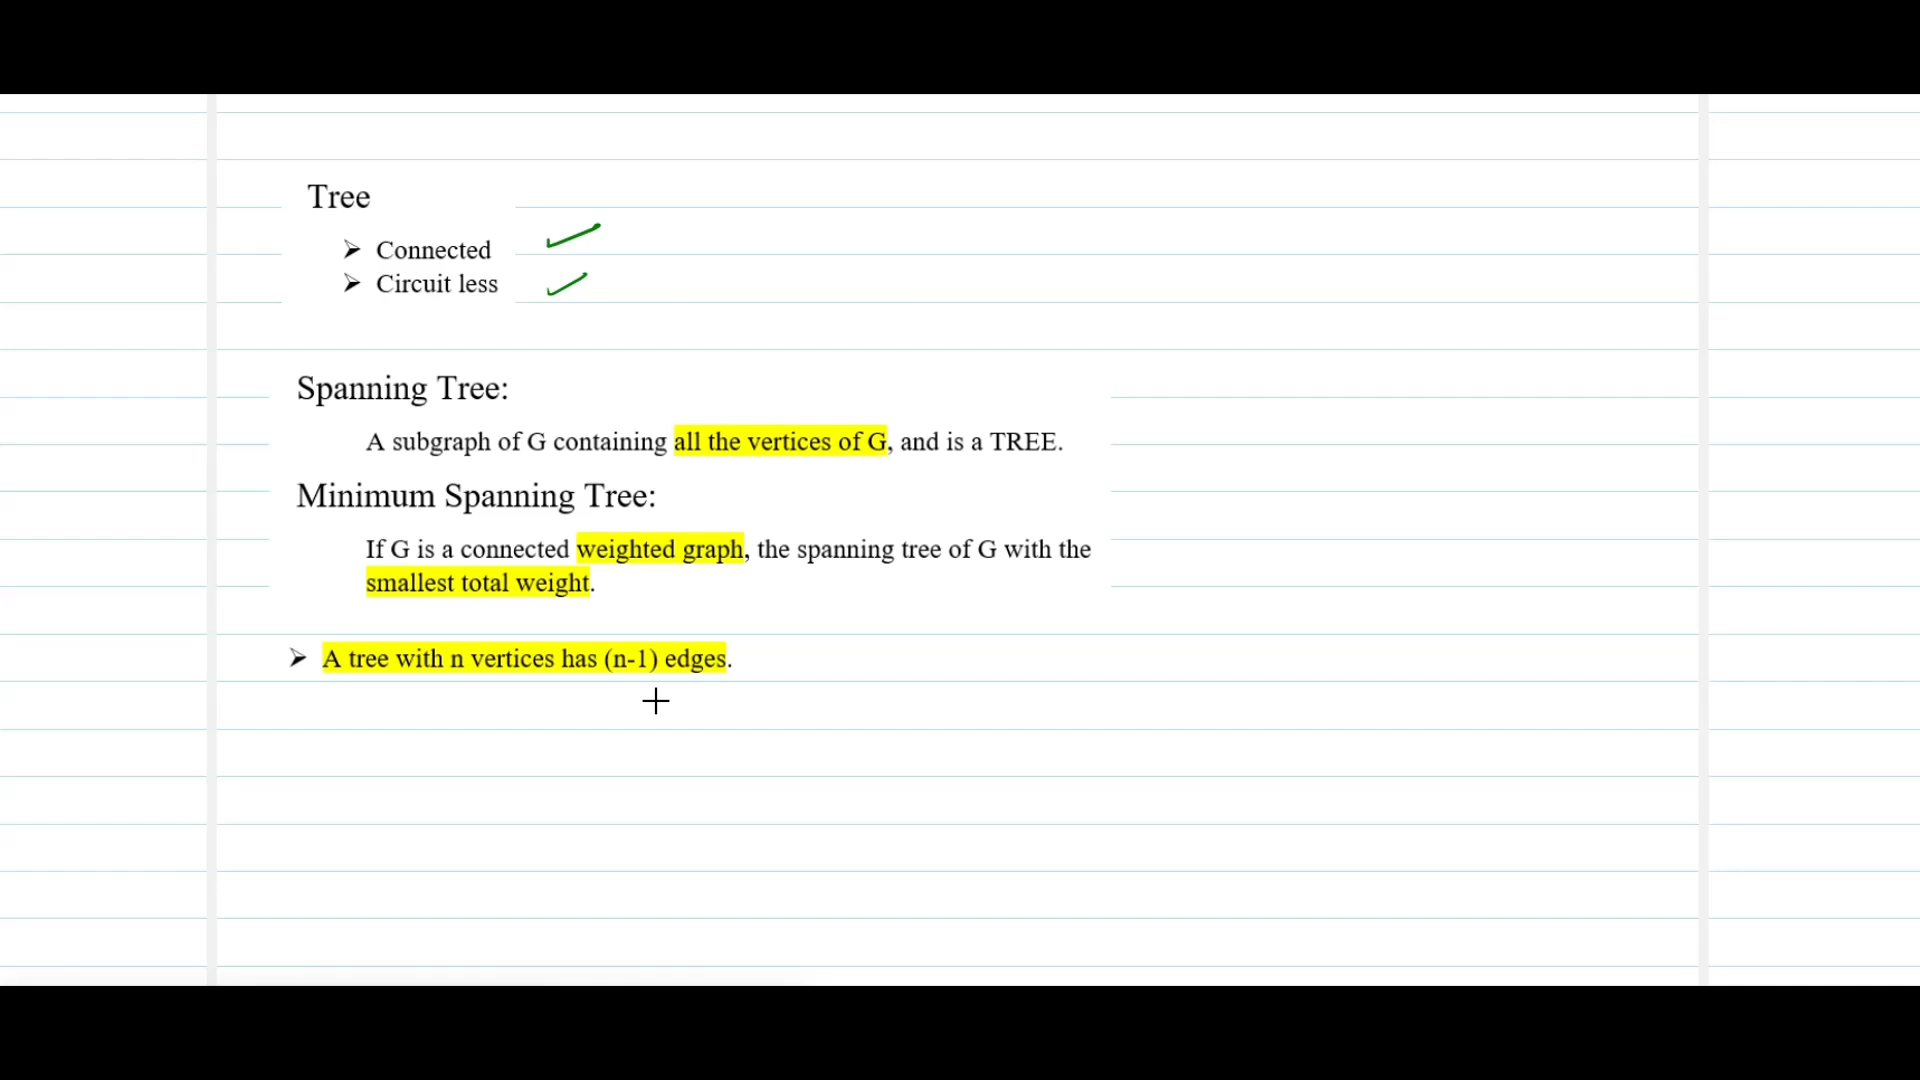 Tree
➢ Connected
➢ Circuit less
Spanning Tree:
A subgraph of G containing all the vertices of G, and is a TREE.
Minimum Spanning Tree:
If G is a connected weighted graph, the spanning tree of G with the
smallest total weight.
➢ A tree with n vertices has (n-1) edges.